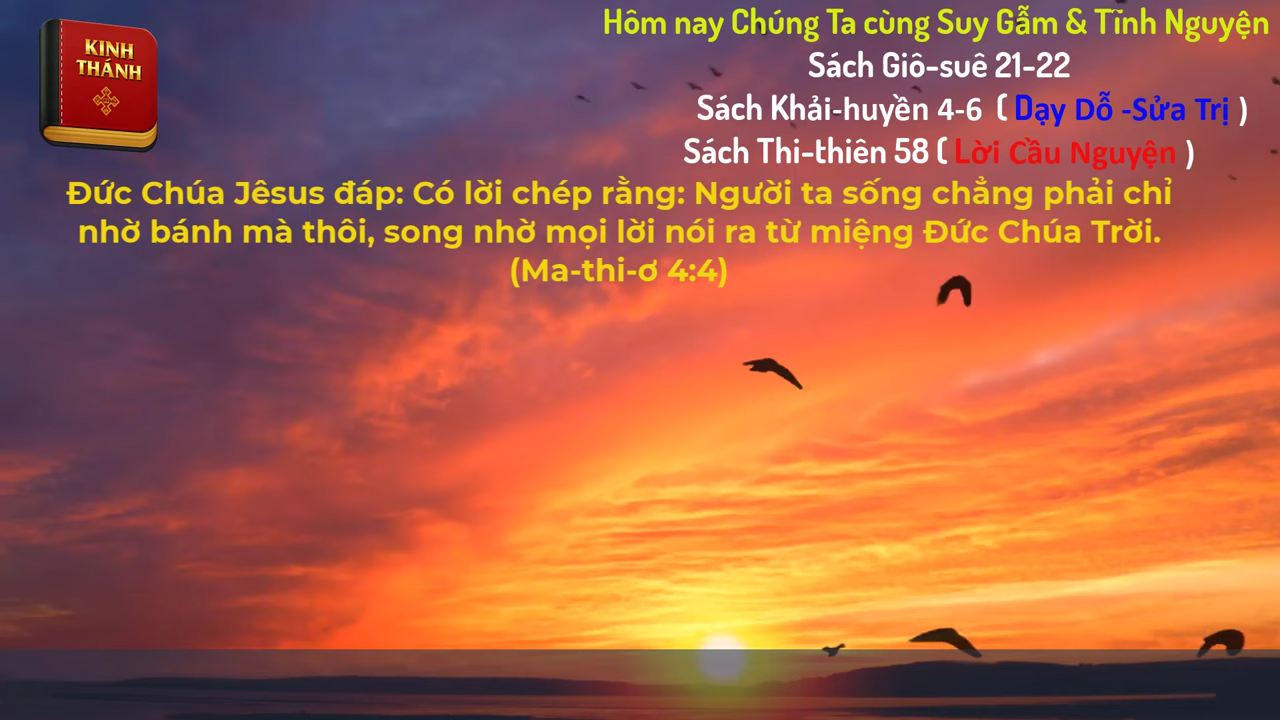 KINH
THÁNH
Hôm nay Chúng Ta cùng Suy Gẫm & Tĩnh Nguyện
Sách Giô-suê 21-22
Sách Khải-huyền 4-6 ( Dạy Dỗ -Sửa Trị )
Sách Thi-thiên 58 ( Lời Cầu Nguyện )
Đức Chúa Jêsus đáp: Có lời chép rằng: Người ta sống chẳng phải chỉ
nhờ bánh mà thôi, song nhờ mọi lời nói ra từ miệng Đức Chúa Trời.
(Ma-thi-ơ 4:4)